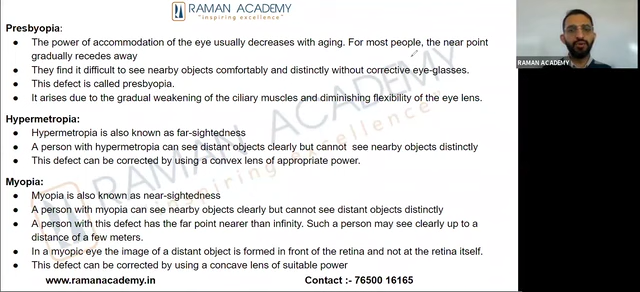 RAMAN ACADEMY
"inspiring excellence"
Presbyopia:
● The power of accommodation of the eye usually decreases with aging. For most people, the near point
gradually recedes away
● They find it difficult to see nearby objects comfortably and distinctly without corrective eye-glasses.
● This defect is called presbyopia.
● It arises due to the gradual weakening of the ciliary muscles and diminishing flexibility of the eye lens.
Hypermetropia:
● Hypermetropia is also known as far-sightedness
● A person with hypermetropia can see distant objects clearly but cannot see nearby objects distinctly
● This defect can be corrected by using a convex lens of appropriate power.
Myopia:
● Myopia is also known as near-sightedness
● A person with myopia can see nearby objects clearly but cannot see distant objects distinctly
● A person with this defect has the far point nearer than infinity. Such a person may see clearly up to a
distance of a few meters.
● In a myopic eye the image of a distant object is formed in front of the retina and not at the retina itself.
● This defect can be corrected by using a concave lens of suitable power
www.ramanacademy.in Contact :- 76500 16165
RAMAN ACADEMY
"inspiring excellence"
RAMAN ACADEMY